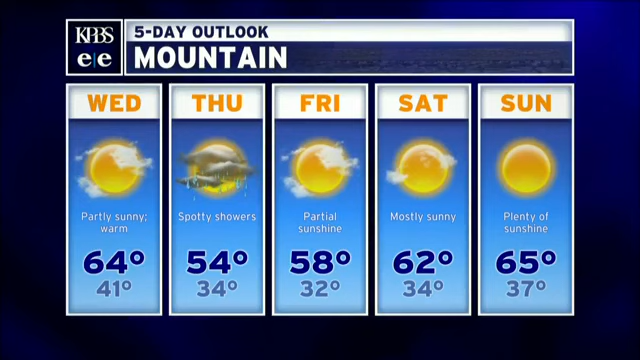 KPBS
e|e
5-DAY OUTLOOK
MOUNTAIN
WED
Partly sunny;
warm
64°
41°
THU
Spotty showers
54°
34°
FRI
Partial
sunshine
58°
32°
SAT
Mostly sunny
62°
34°
SUN
Plenty of
sunshine
65°
37°